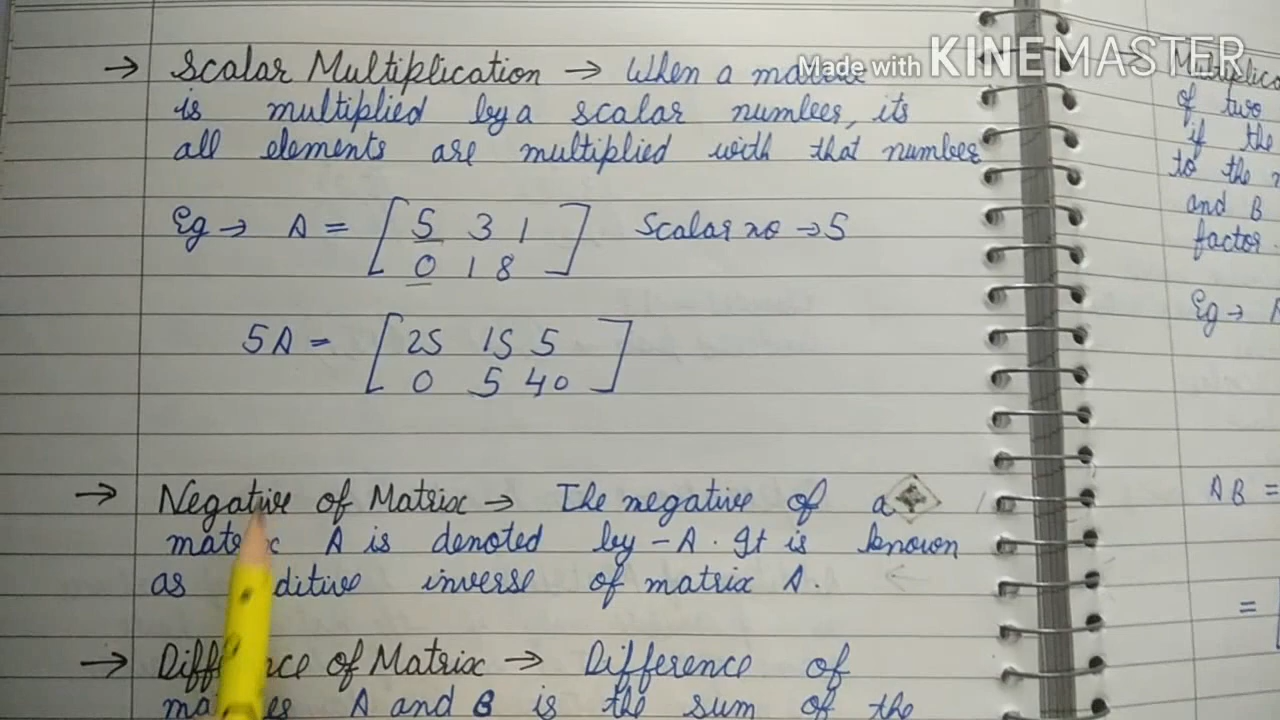 → Scalar Multiplication → When a
is multiplied by a scalar number, its
all elements are multiplied with that number
Eg → A = [ 5 3 1 ] Scalar no → 5
[ 0 1 8 ]
5A = [ 25 15 5 ]
[ 0 5 40 ]
→ Negative of Matrix → The negative of a
matrix A is denoted by -A. It is known
as ditive inverse of matrix A.
→ Difference of Matrix → Difference of
A and B is the sum of the
Made with KINEMASTER
of two
if the
to the
and B
factor.
Eg →
AB =
=